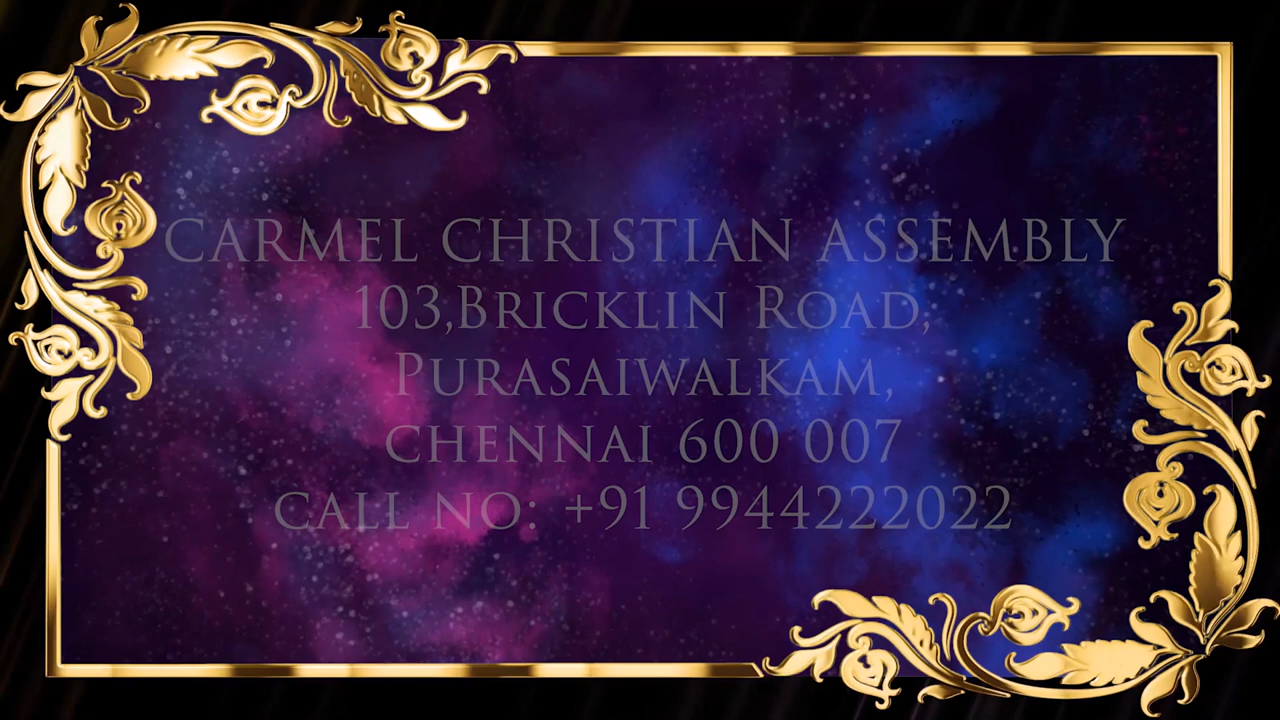 CARMEL CHRISTIAN ASSEMBLY
103,Bricklin Road,
Purasaiwalkam,
chennai 600 007
call no: +91 9944222022